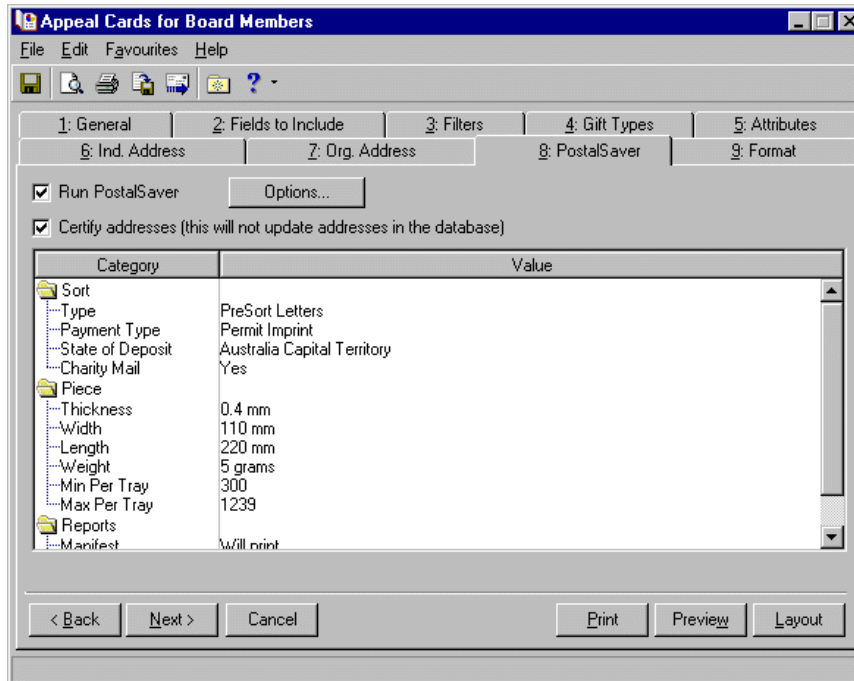 Appeal Cards for Board Members
File Edit Favourites Help
1: General 2: Fields to Include 3: Filters 4: Gift Types 5: Attributes
6: Ind. Address 7: Org. Address 8: PostalSaver 9: Format
Run PostalSaver Options...
Certify addresses (this will not update addresses in the database)
Category Value
Sort
Type PreSort Letters
Payment Type Permit Imprint
State of Deposit Australia Capital Territory
Charity Mail Yes
Piece
Thickness 0.4 mm
Width 110 mm
Length 220 mm
Weight 5 grams
Min Per Tray 300
Max Per Tray 1239
Reports
Manifest Will print
< Back Next > Cancel Print Preview Layout